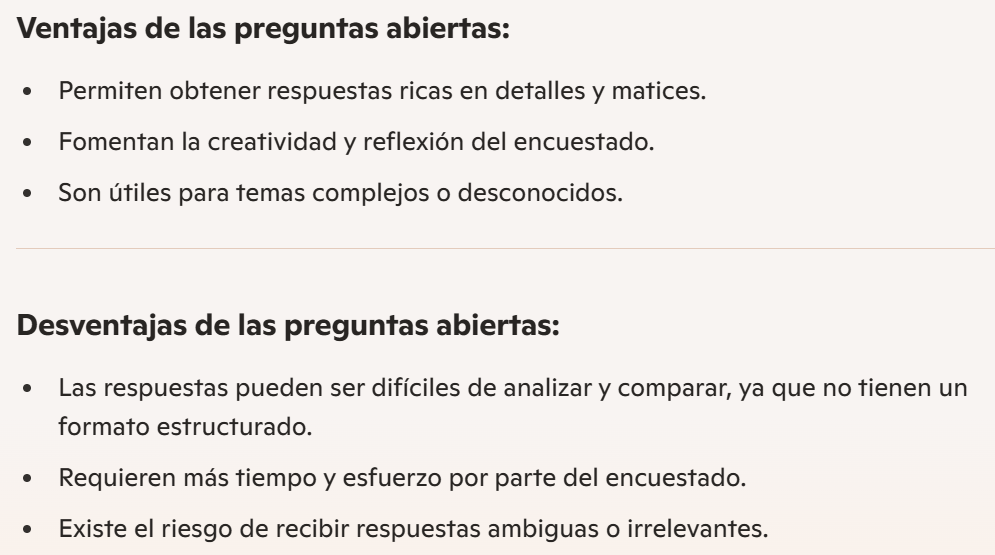 Ventajas de las preguntas abiertas:
• Permiten obtener respuestas ricas en detalles y matices.
• Fomentan la creatividad y reflexión del encuestado.
• Son útiles para temas complejos o desconocidos.
Desventajas de las preguntas abiertas:
• Las respuestas pueden ser difíciles de analizar y comparar, ya que no tienen un
formato estructurado.
• Requieren más tiempo y esfuerzo por parte del encuestado.
• Existe el riesgo de recibir respuestas ambiguas o irrelevantes.